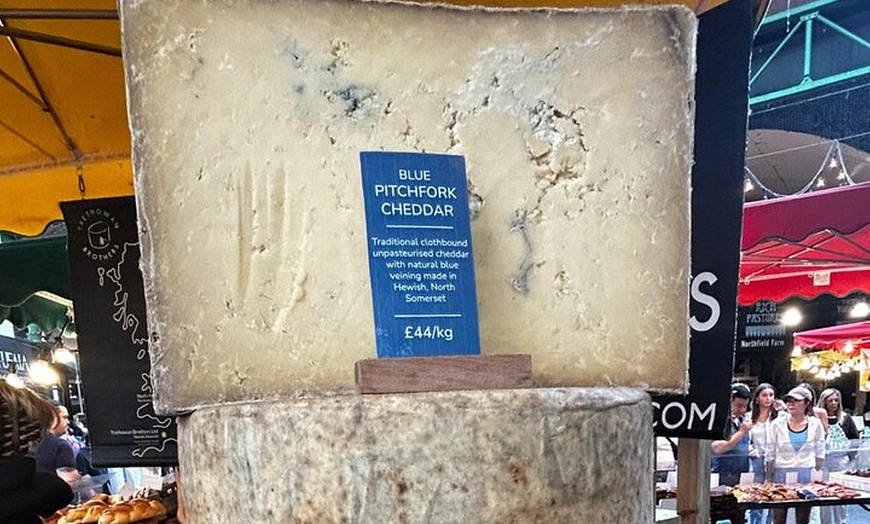 BLUE
PITCHFORK
CHEDDAR
Traditional clothbound
unpasteurised cheddar
with natural blue
veining made in
Hewish, North
Somerset
£44/kg
TRETHOWAN
BROTHERS
Trethowan Brothers Ltd
S
COM
RICH
PASTURES
Northfield Farm